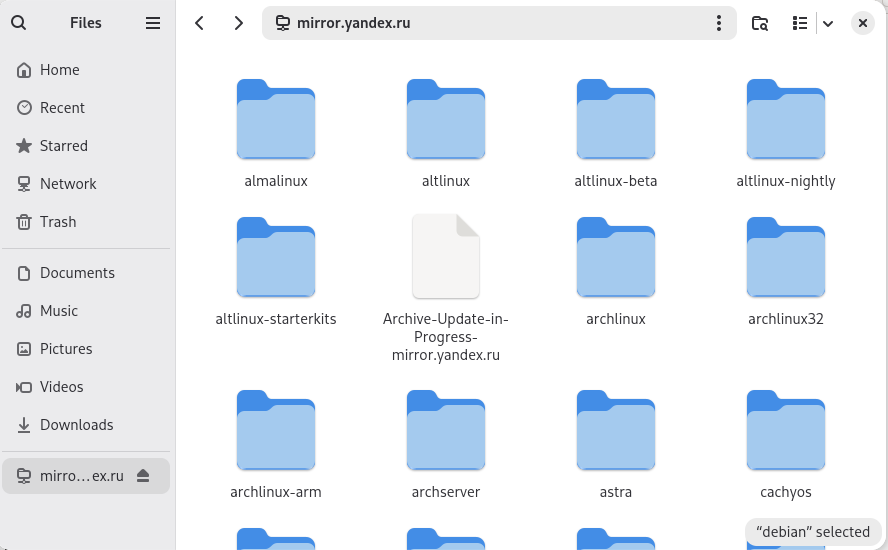 Files
mirror.yandex.ru
Home
Recent
Starred
Network
Trash
Documents
Music
Pictures
Videos
Downloads
mirro…ex.ru
almalinux
altlinux
altlinux-beta
altlinux-nightly
altlinux-starterkits
Archive-Update-in-
Progress-
mirror.yandex.ru
archlinux
archlinux32
archlinux-arm
archserver
astra
cachyos
“debian” selected